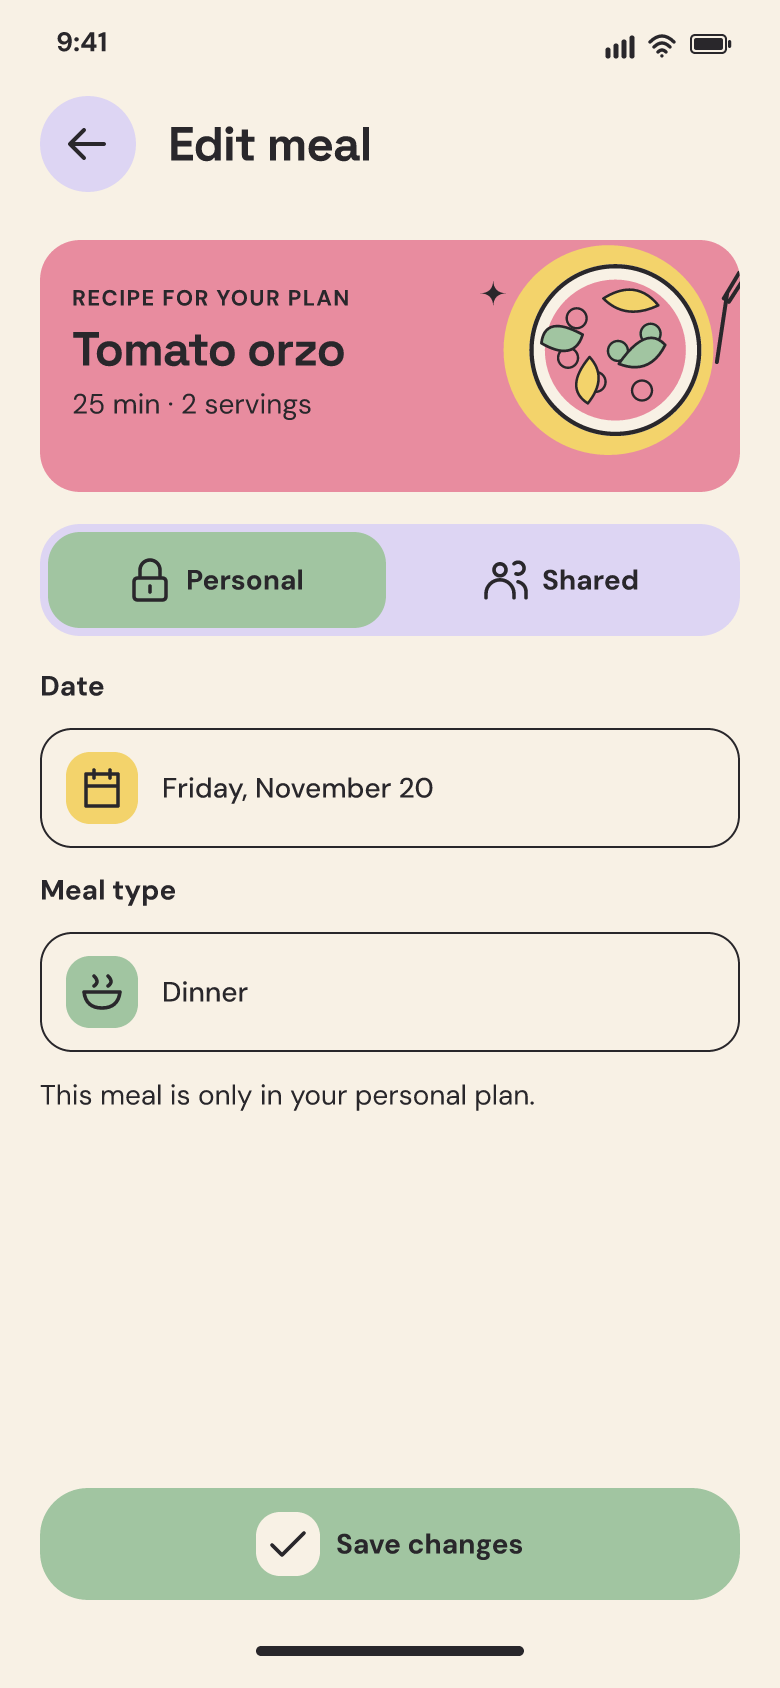 9:41
Edit meal
RECIPE FOR YOUR PLAN
Tomato orzo
25 min · 2 servings
Personal
Shared
Date
Friday, November 20
Meal type
Dinner
This meal is only in your personal plan.
Save changes